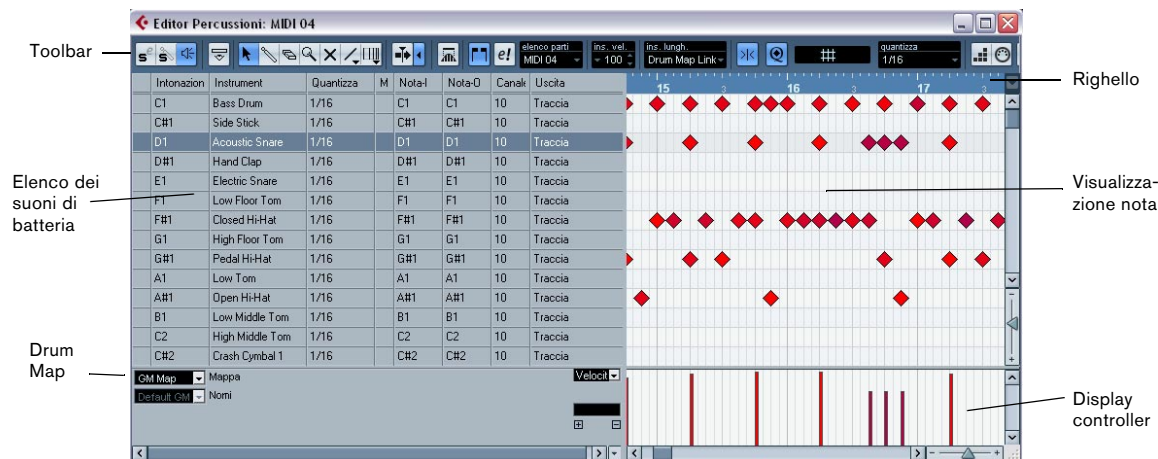 Editor Percussioni: MIDI 04
Toolbar
elenco parti
MIDI 04
ins. vel.
100
ins. lungh.
Drum Map Link
quantizza
1/16
Righello
Intonazion Instrument Quantizza M Nota-I Nota-O Canale Uscita
15 3 16 3 17 3
C1 Bass Drum 1/16 C1 C1 10 Traccia
C#1 Side Stick 1/16 C#1 C#1 10 Traccia
D1 Acoustic Snare 1/16 D1 D1 10 Traccia
D#1 Hand Clap 1/16 D#1 D#1 10 Traccia
E1 Electric Snare 1/16 E1 E1 10 Traccia
F1 Low Floor Tom 1/16 F1 F1 10 Traccia
F#1 Closed Hi-Hat 1/16 F#1 F#1 10 Traccia
G1 High Floor Tom 1/16 G1 G1 10 Traccia
G#1 Pedal Hi-Hat 1/16 G#1 G#1 10 Traccia
A1 Low Tom 1/16 A1 A1 10 Traccia
A#1 Open Hi-Hat 1/16 A#1 A#1 10 Traccia
B1 Low Middle Tom 1/16 B1 B1 10 Traccia
C2 High Middle Tom 1/16 C2 C2 10 Traccia
C#2 Crash Cymbal 1 1/16 C#2 C#2 10 Traccia
Elenco dei
suoni di
batteria
Visualizza-
zione nota
Drum
Map
GM Map Mappa
Default GM Nomi
Velocit
Display
controller